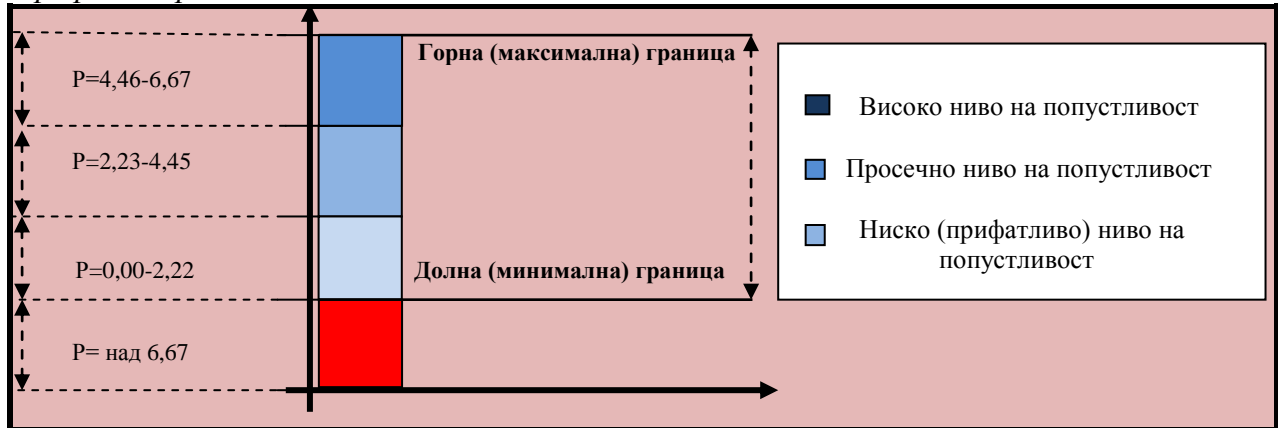 Горна (максимална) граница
P=4,46-6,67
Високо ниво на попустливост
P=2,23-4,45
Просечно ниво на попустливост
Ниско (прифатливо) ниво на
попустливост
P=0,00-2,22
Долна (минимална) граница
P= над 6,67